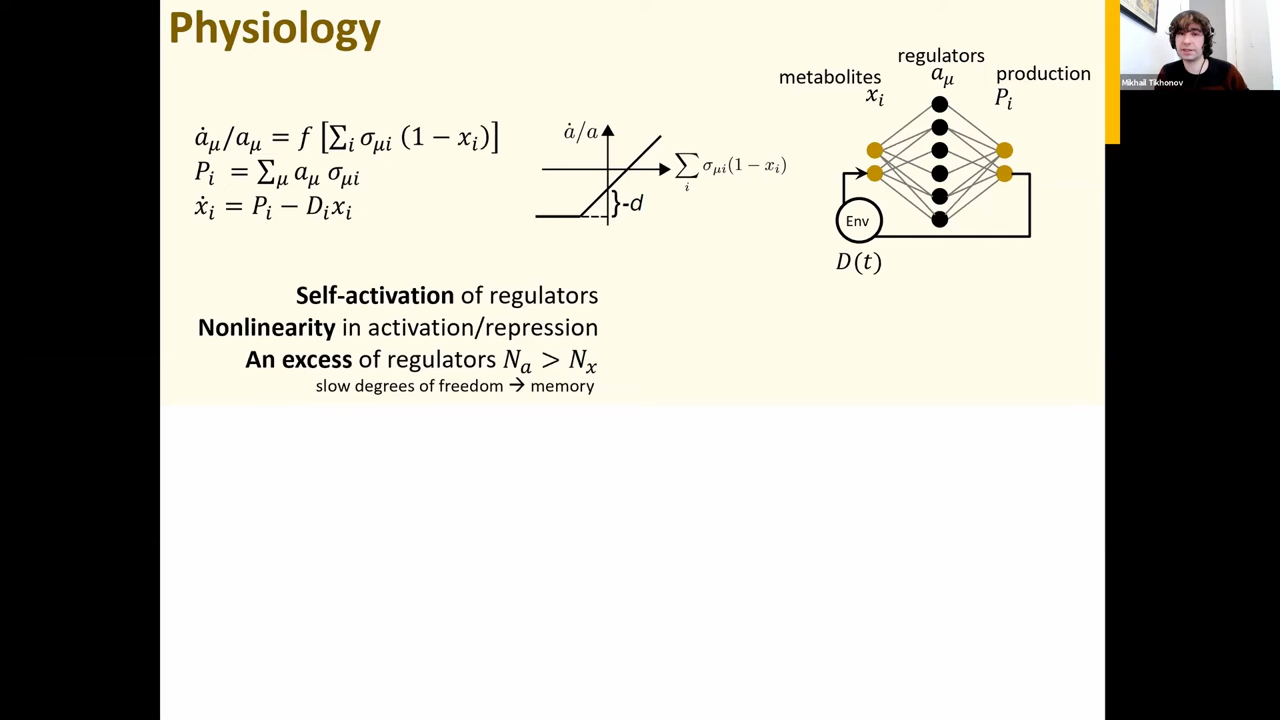 Physiology
Mikhail Tikhonov
regulators
metabolites
production
a_μ
x_i
P_i
ȧ_μ/a_μ = f [∑_i σ_μi (1 − x_i)]
P_i = ∑_μ a_μ σ_μi
ẋ_i = P_i − D_i x_i
ȧ/a
∑_i σ_μi(1 − x_i)
}-d
Env
D(t)
Self-activation of regulators
Nonlinearity in activation/repression
An excess of regulators N_a > N_x
slow degrees of freedom → memory